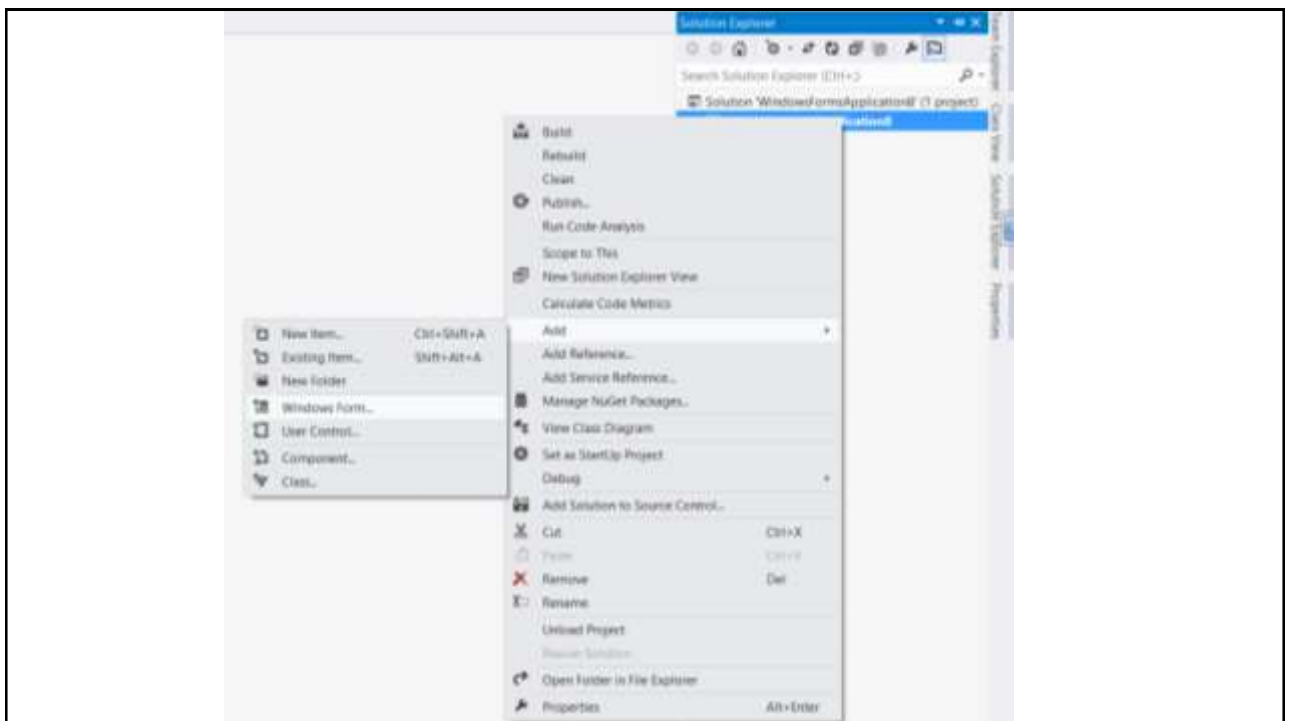 Solution Explorer
Search Solution Explorer (Ctrl+;)
Solution 'WindowsFormsApplication8' (1 project)
Build
Rebuild
Clean
Publish...
Run Code Analysis
Scope to This
New Solution Explorer View
Calculate Code Metrics
Add
Add Reference...
Add Service Reference...
Manage NuGet Packages...
View Class Diagram
Set as StartUp Project
Debug
Add Solution to Source Control...
Cut Ctrl+X
Paste Ctrl+V
Remove Del
Rename
Unload Project
Open Folder in File Explorer
Properties Alt+Enter
New Item... Ctrl+Shift+A
Existing Item... Shift+Alt+A
New Folder
Windows Form...
User Control...
Component...
Class...
Team Explorer
Class View
Solution Explorer
Properties